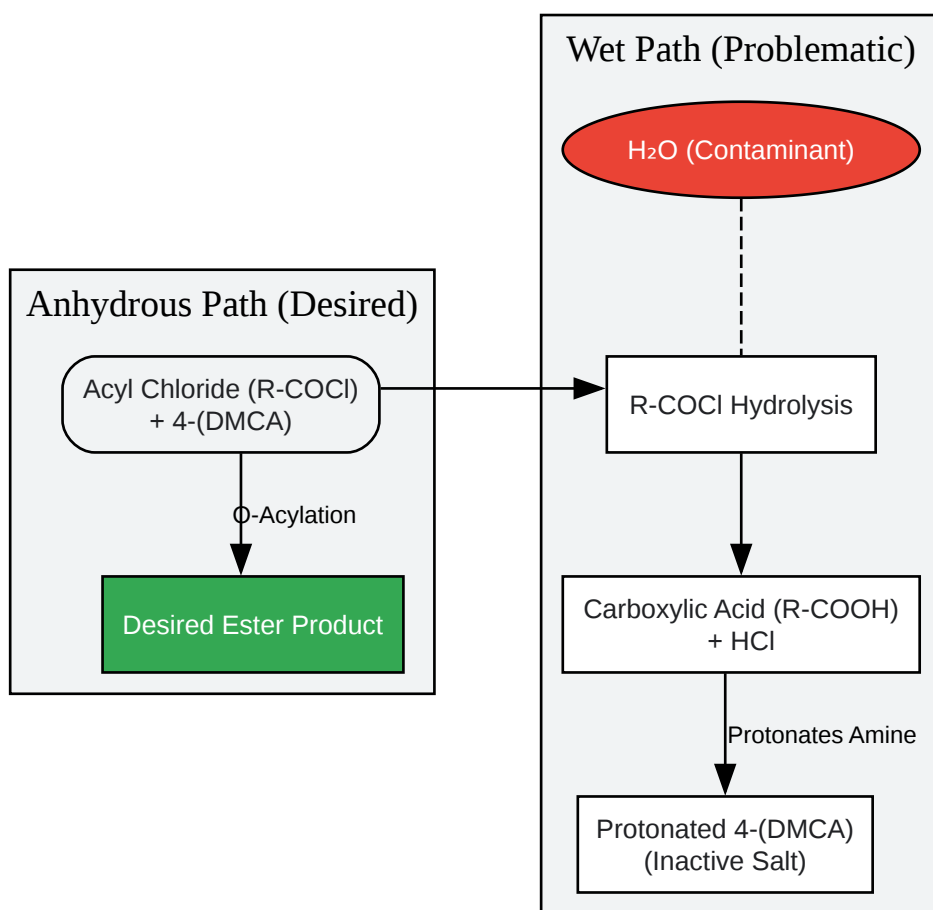 Wet Path (Problematic)
H₂O (Contaminant)
Anhydrous Path (Desired)
Acyl Chloride (R-COCl)
+ 4-(DMCA)
R-COCl Hydrolysis
O-Acylation
Desired Ester Product
Carboxylic Acid (R-COOH)
+ HCl
Protonates Amine
Protonated 4-(DMCA)
(Inactive Salt)